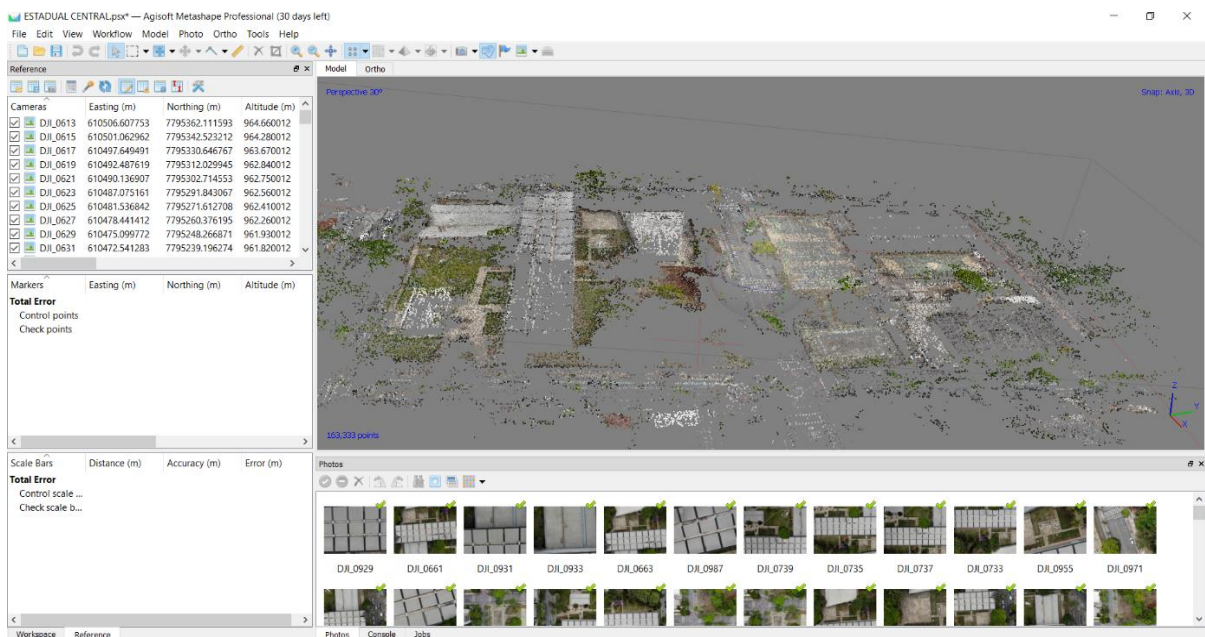 ESTADUAL CENTRAL.psx* — Agisoft Metashape Professional (30 days left)
File Edit View Workflow Model Photo Ortho Tools Help
Reference
Model Ortho
Perspective 30°
Snap: Axis, 3D
Cameras Easting (m) Northing (m) Altitude (m)
DJI_0613 610506.607753 7795362.111593 964.660012
DJI_0615 610501.062962 7795342.523212 964.280012
DJI_0617 610497.649491 7795330.646767 963.670012
DJI_0619 610492.487619 7795312.029945 962.840012
DJI_0621 610490.136907 7795302.714553 962.750012
DJI_0623 610487.075161 7795291.843067 962.560012
DJI_0625 610481.536842 7795271.612708 962.410012
DJI_0627 610478.441412 7795260.376195 962.260012
DJI_0629 610475.099772 7795248.266871 961.930012
DJI_0631 610472.541283 7795239.196274 961.820012
Markers Easting (m) Northing (m) Altitude (m)
Total Error
Control points
Check points
Z
Y
X
163,333 points
Scale Bars Distance (m) Accuracy (m) Error (m)
Total Error
Control scale ...
Check scale b...
Photos
DJI_0929 DJI_0661 DJI_0931 DJI_0933 DJI_0663 DJI_0987 DJI_0739 DJI_0735 DJI_0737 DJI_0733 DJI_0955 DJI_0971
Workspace Reference
Photos Console Jobs